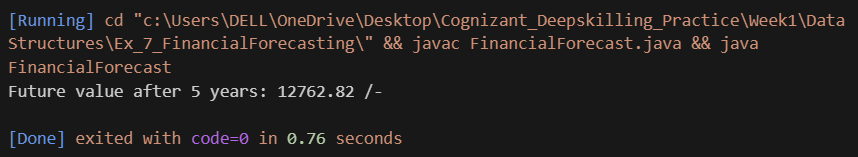 [Running] cd "c:\Users\DELL\OneDrive\Desktop\Cognizant_Deepskilling_Practice\Week1\Data
Structures\Ex_7_FinancialForecasting\" && javac FinancialForecast.java && java
FinancialForecast
Future value after 5 years: 12762.82 /-
[Done] exited with code=0 in 0.76 seconds